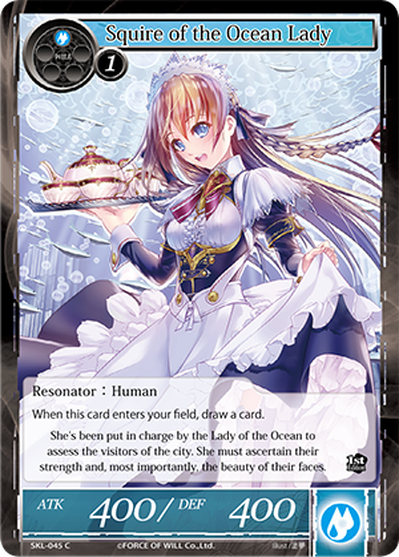 Squire of the Ocean Lady
WILL
1
Resonator : Human
When this card enters your field, draw a card.
She's been put in charge by the Lady of the Ocean to
assess the visitors of the city. She must ascertain their
strength and, most importantly, the beauty of their faces.
1st
Edition
ATK 400 / DEF 400
SKL-045 C
©FORCE OF WILL Co.,Ltd.